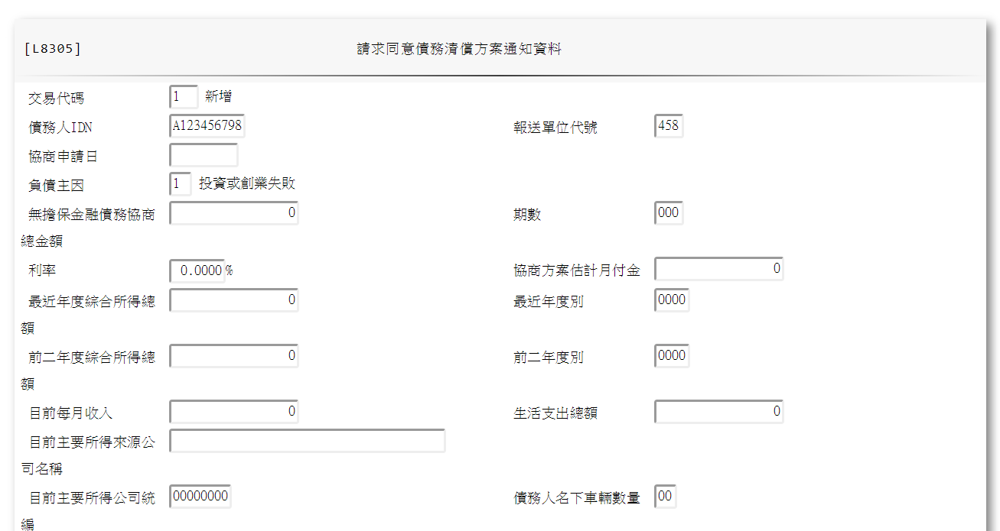 [L8305] 請求同意債務清償方案通知資料
交易代碼 1 新增
債務人IDN A123456798 報送單位代號 458
協商申請日
負債主因 1 投資或創業失敗
無擔保金融債務協商 0 期數 000
總金額
利率 0.0000 % 協商方案估計月付金 0
最近年度綜合所得總 0 最近年度別 0000
額
前二年度綜合所得總 0 前二年度別 0000
額
目前每月收入 0 生活支出總額 0
目前主要所得來源公
司名稱
目前主要所得公司統 00000000 債務人名下車輛數量 00
編